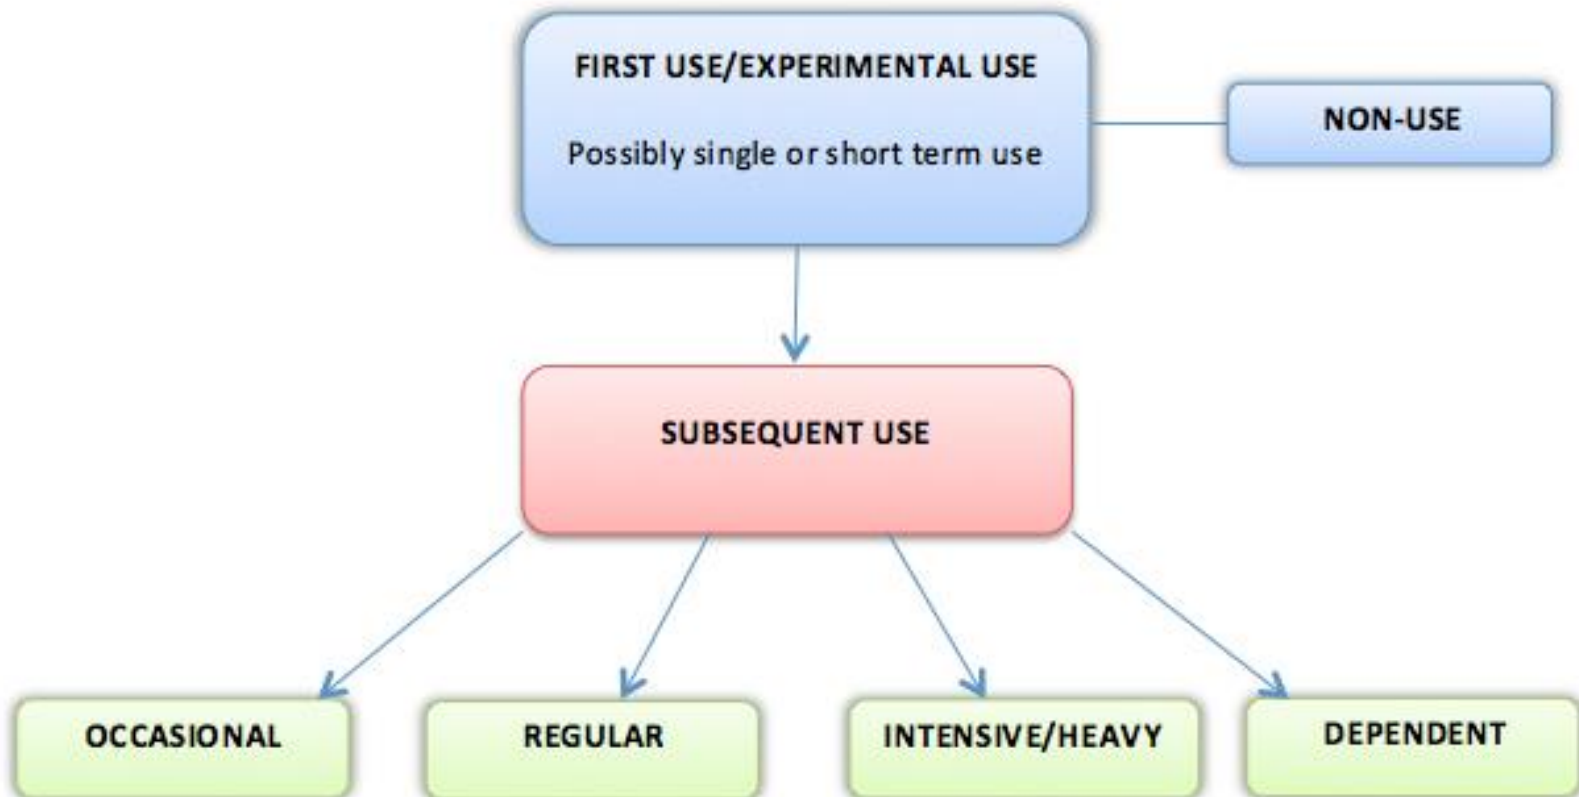 FIRST USE/EXPERIMENTAL USE
Possibly single or short term use
NON-USE
SUBSEQUENT USE
OCCASIONAL
REGULAR
INTENSIVE/HEAVY
DEPENDENT